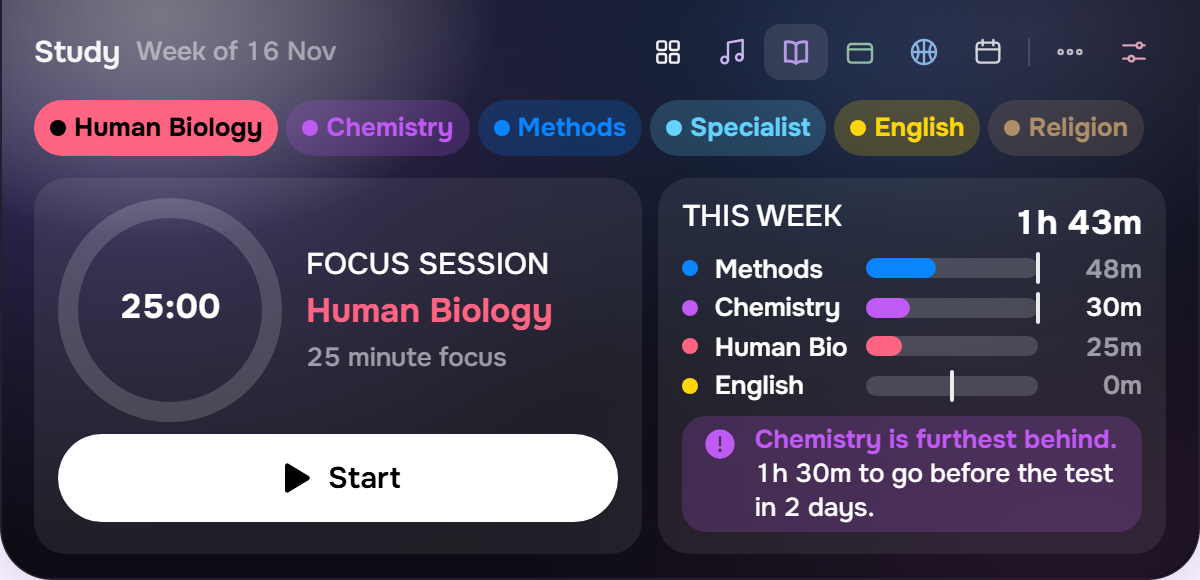 Study Week of 16 Nov
Human Biology Chemistry Methods Specialist English Religion
25:00
FOCUS SESSION
Human Biology
25 minute focus
Start
THIS WEEK 1h 43m
Methods 48m
Chemistry 30m
Human Bio 25m
English 0m
Chemistry is furthest behind.
1h 30m to go before the test
in 2 days.